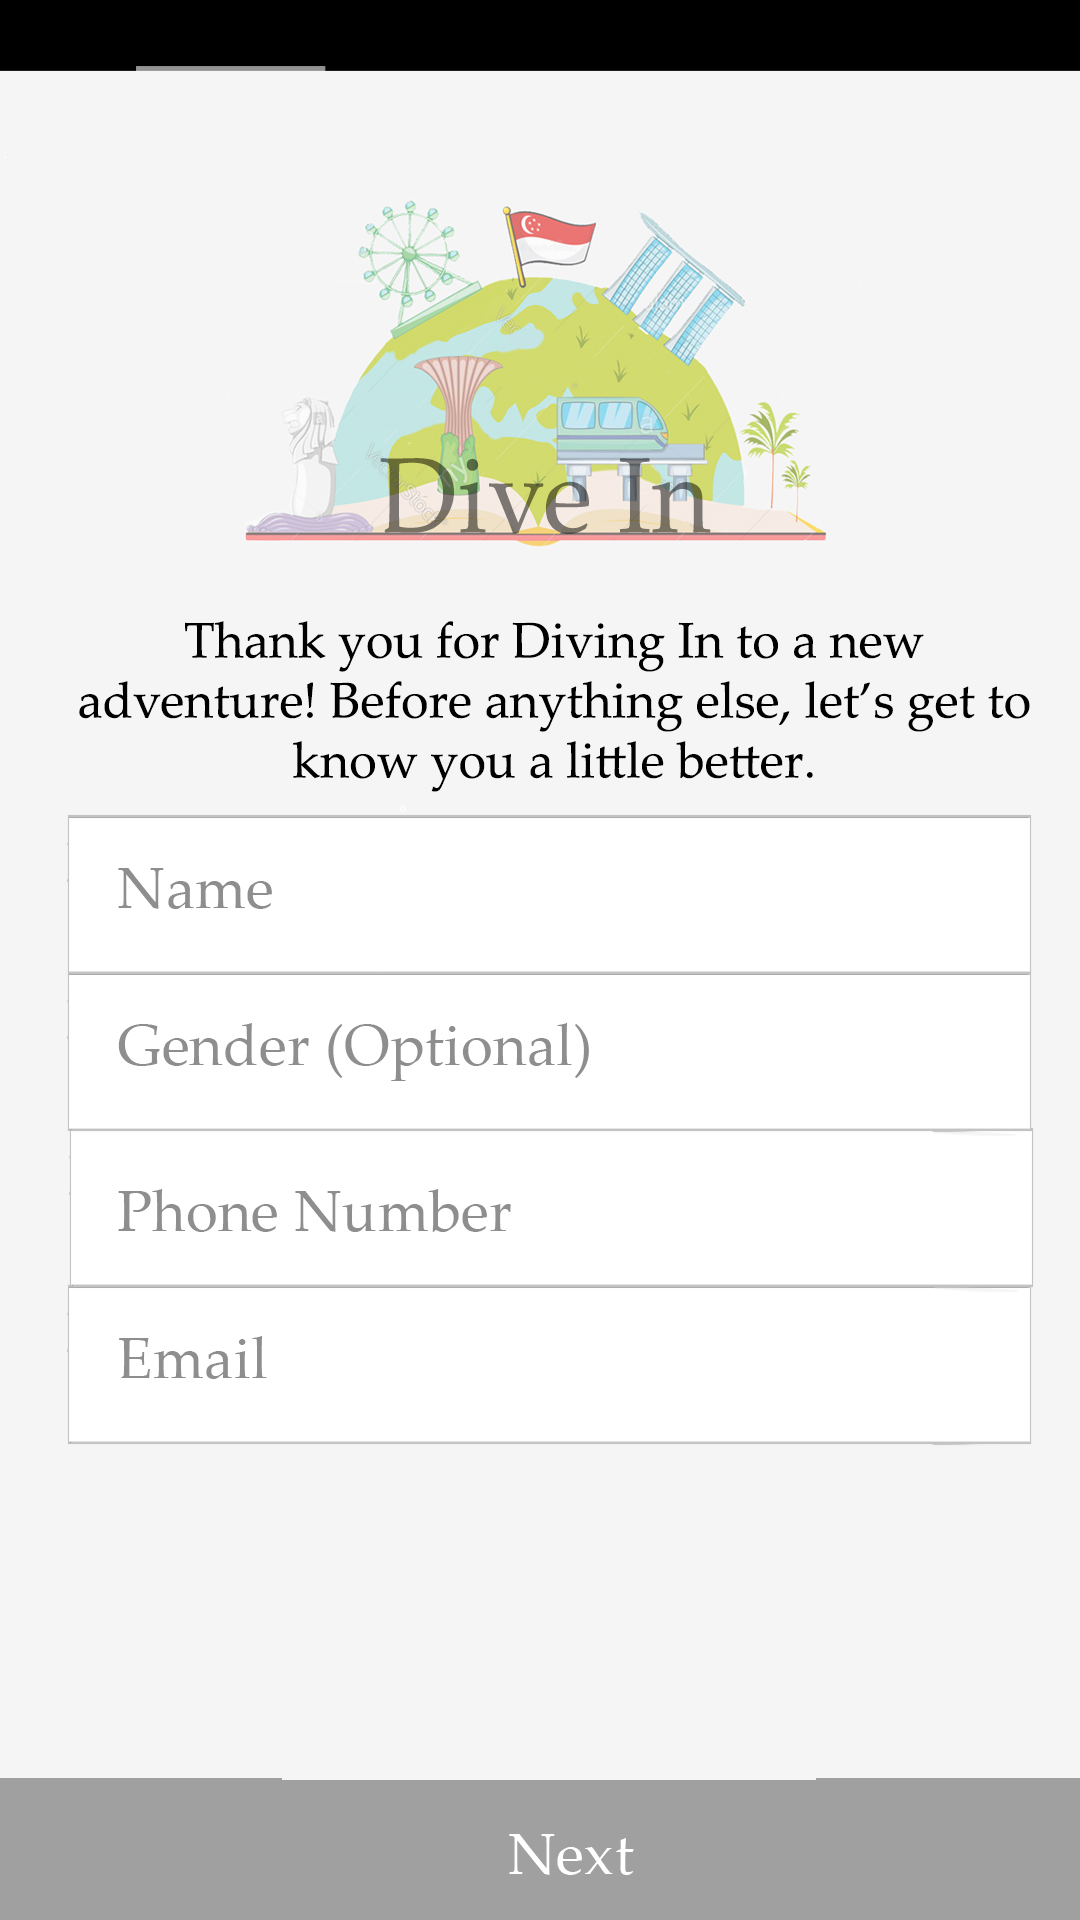 Dive In
Thank you for Diving In to a new
adventure! Before anything else, let’s get to
know you a little better.
Name
Gender (Optional)
Phone Number
Email
Next